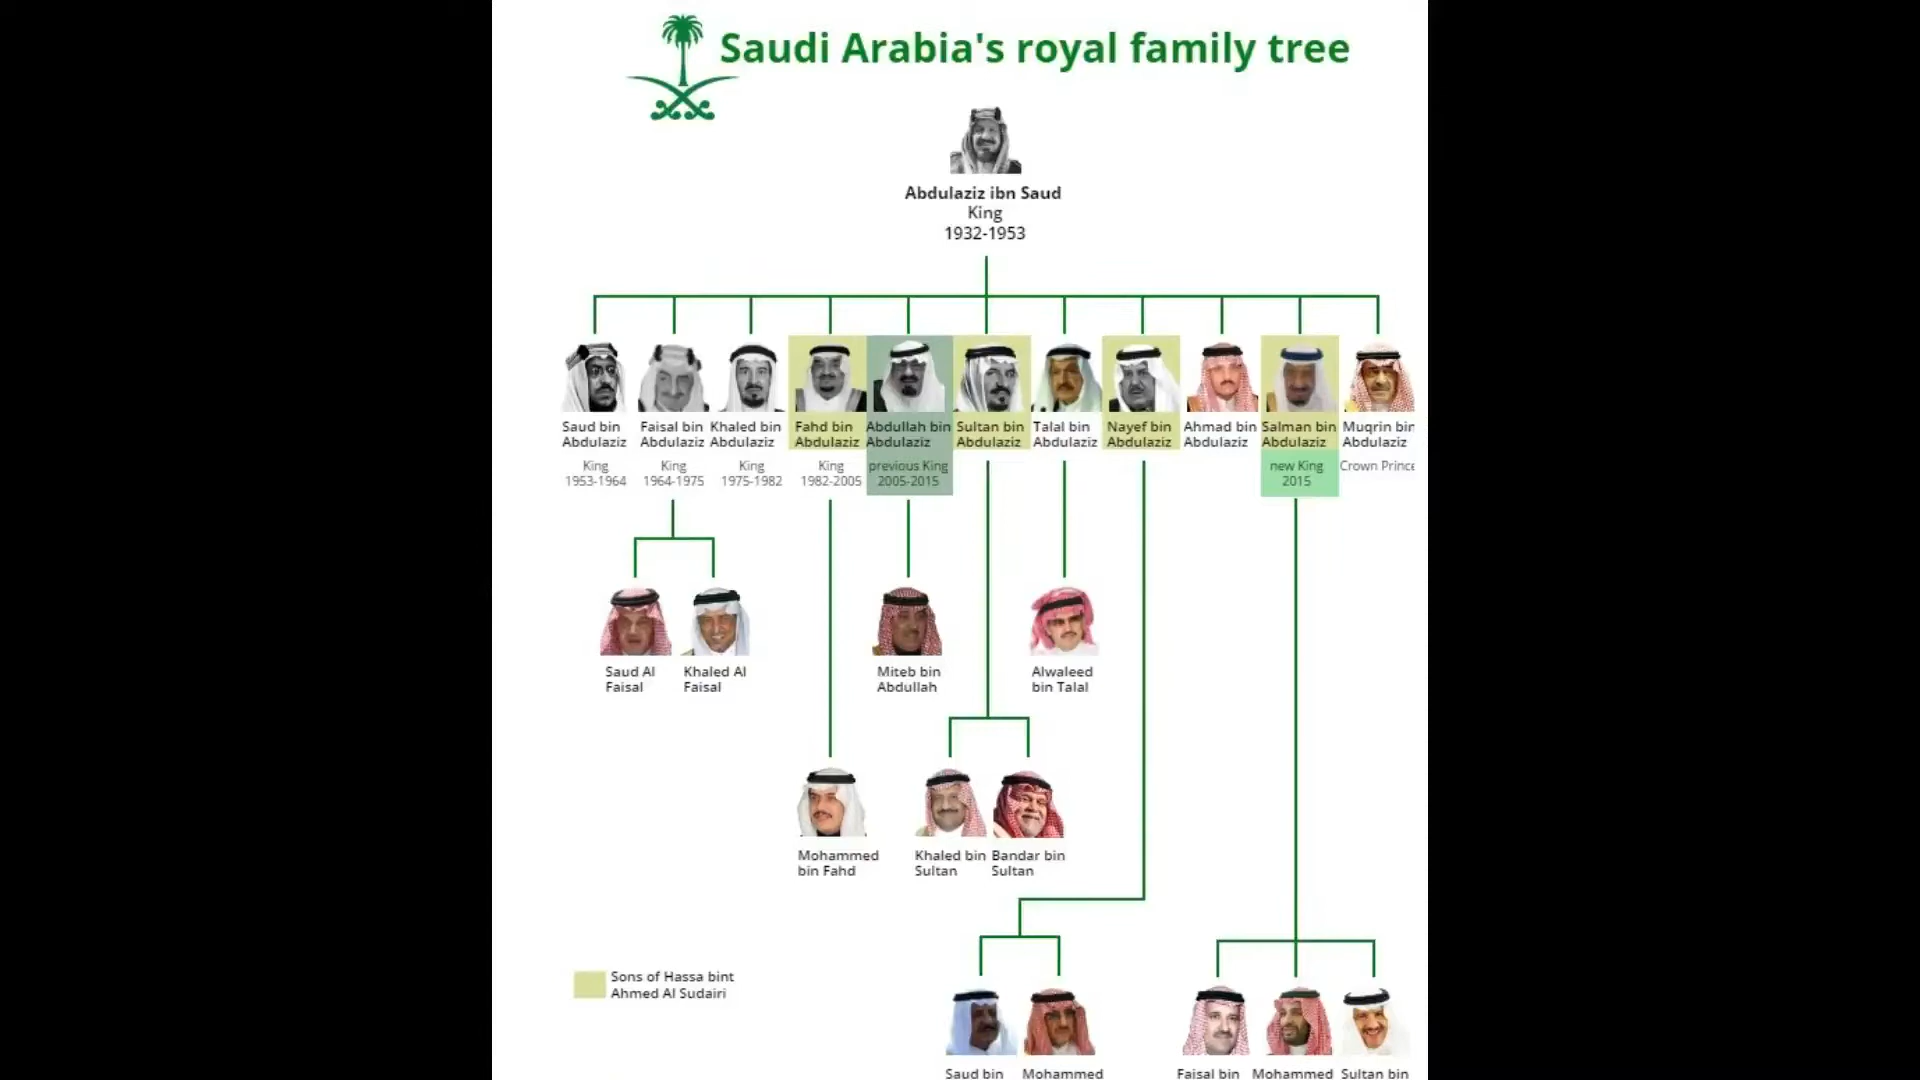 Saudi Arabia's royal family tree
Abdulaziz ibn Saud
King
1932-1953
Saud bin
Abdulaziz
King
1953-1964
Faisal bin
Abdulaziz
King
1964-1975
Khaled bin
Abdulaziz
King
1975-1982
Fahd bin
Abdulaziz
King
1982-2005
Abdullah bin
Abdulaziz
previous King
2005-2015
Sultan bin
Abdulaziz
Talal bin
Abdulaziz
Nayef bin
Abdulaziz
Ahmad bin
Abdulaziz
Salman bin
Abdulaziz
new King
2015
Muqrin bin
Abdulaziz
Crown Prince
Saud Al
Faisal
Khaled Al
Faisal
Miteb bin
Abdullah
Alwaleed
bin Talal
Mohammed
bin Fahd
Khaled bin
Sultan
Bandar bin
Sultan
Sons of Hassa bint
Ahmed Al Sudairi
Saud bin
Mohammed
Faisal bin
Mohammed
Sultan bin